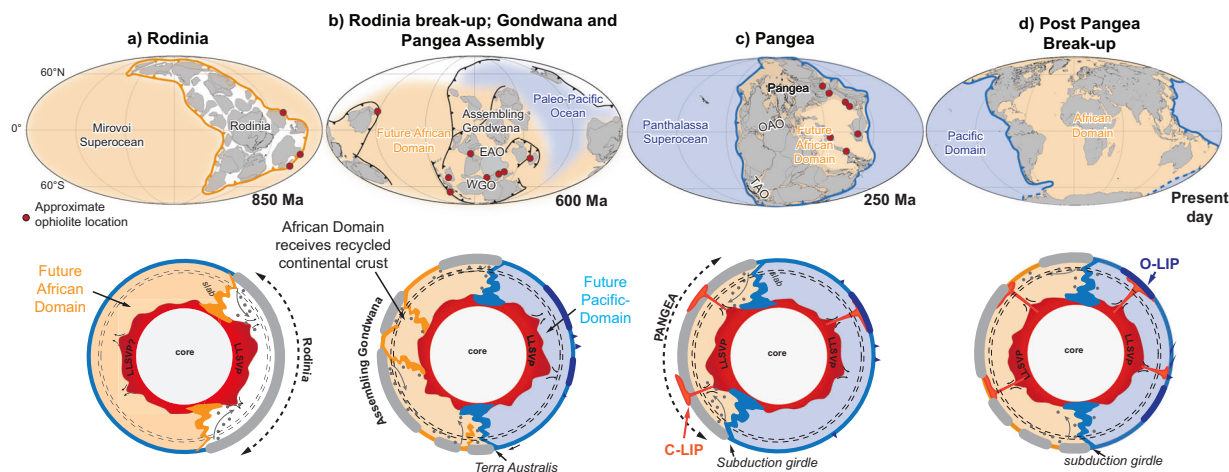 a) Rodinia
60°N
0°
60°S
Mirovoi
Superocean
Rodinia
850 Ma
Approximate
ophiolite location
b) Rodinia break-up; Gondwana and
Pangea Assembly
Paleo-Pacific
Ocean
Assembling
Gondwana
Future African
Domain
EAO
WGO
600 Ma
c) Pangea
Panthalassa
Superocean
Pangea
OAO
Future
African
Domain
TAO
250 Ma
d) Post Pangea
Break-up
Pacific
Domain
African
Domain
Present
day
Future
African
Domain
slab
LLSVP?
core
LLSVP
Rodinia
African Domain
receives recycled
continental crust
Assembling Gondwana
core
LLSVP
Future
Pacific-
Domain
Terra Australis
PANGEA
slab
LLSVP
core
LLSVP
C-LIP
Subduction girdle
O-LIP
LLSVP
core
LLSVP
subduction girdle